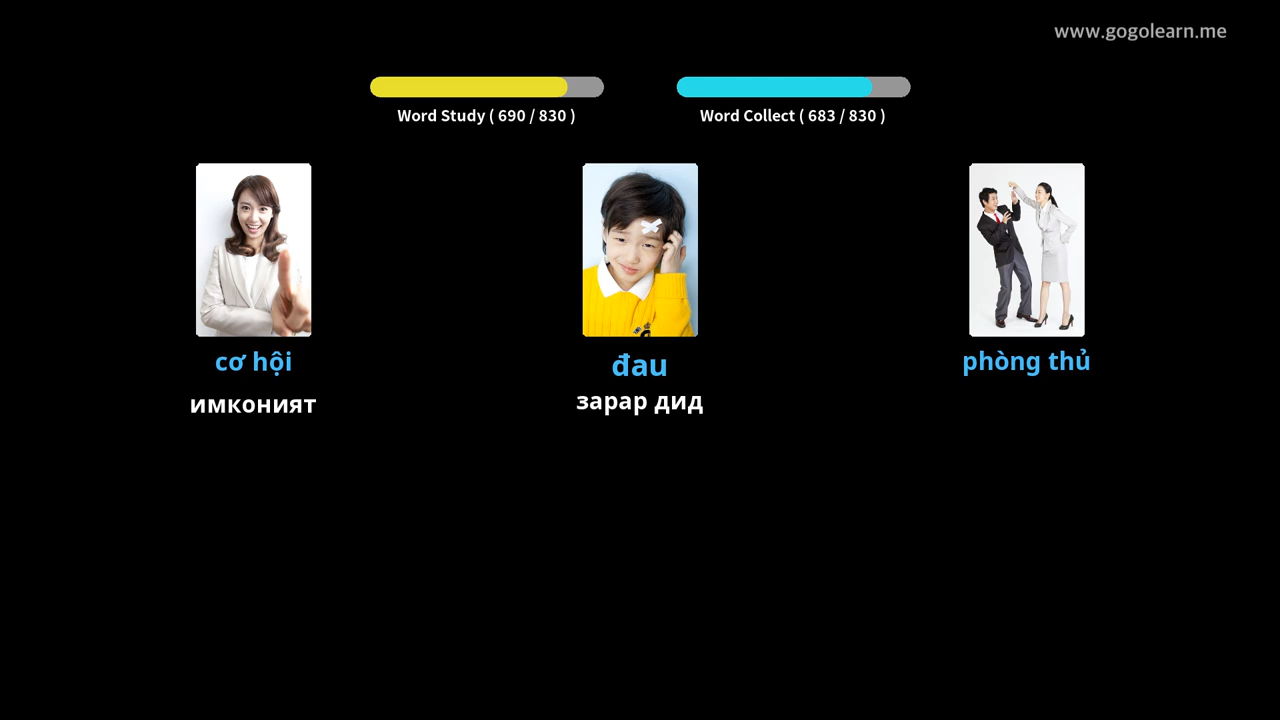 www.gogolearn.me
Word Study ( 690 / 830 )
Word Collect ( 683 / 830 )
cơ hội
đau
phòng thủ
имконият
зарар дид